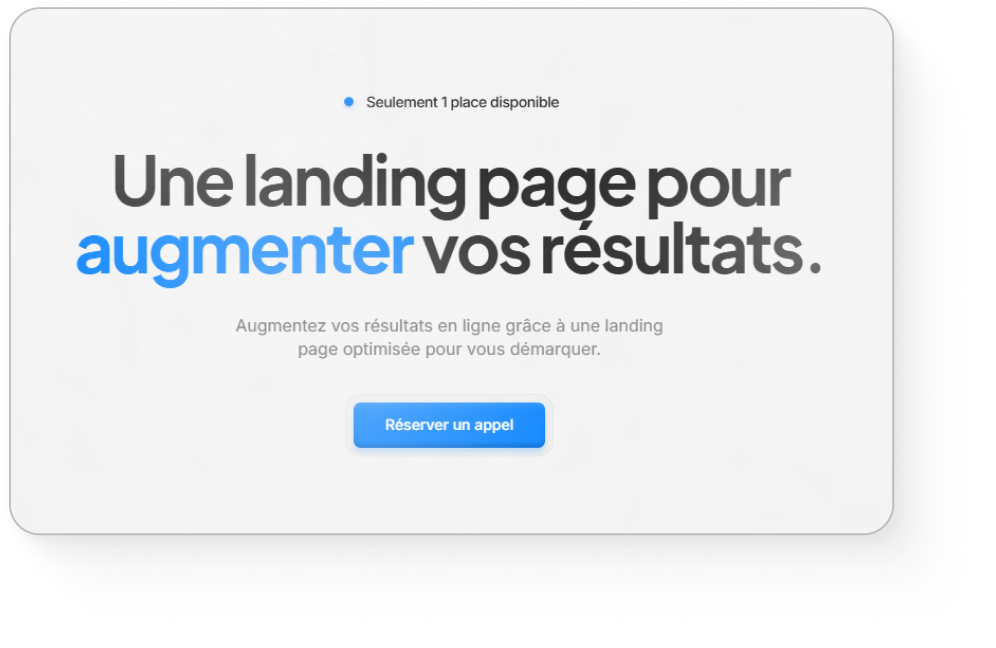 Seulement 1 place disponible
Une landing page pour
augmenter vos résultats.
Augmentez vos résultats en ligne grâce à une landing
page optimisée pour vous démarquer.
Réserver un appel